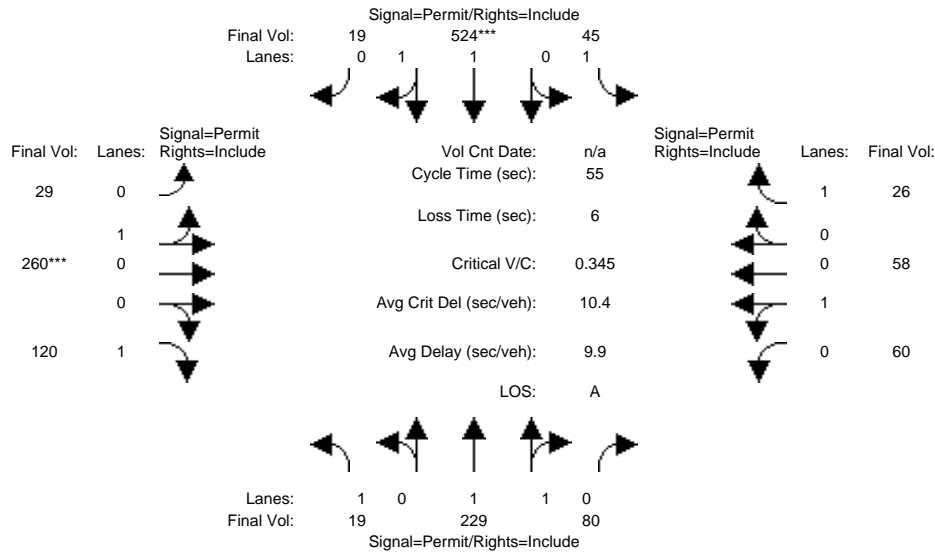 Signal=Permit/Rights=Include
Final Vol: 19 524*** 45
Lanes: 0 1 1 0 1
Signal=Permit
Final Vol: Lanes: Rights=Include
Vol Cnt Date: n/a
Signal=Permit
Rights=Include Lanes: Final Vol:
Cycle Time (sec): 55
29 0
1 26
Loss Time (sec): 6
1
0
260*** 0
Critical V/C: 0.345
0 58
0
Avg Crit Del (sec/veh): 10.4
1
120 1
Avg Delay (sec/veh): 9.9
0 60
LOS: A
Lanes: 1 0 1 1 0
Final Vol: 19 229 80
Signal=Permit/Rights=Include